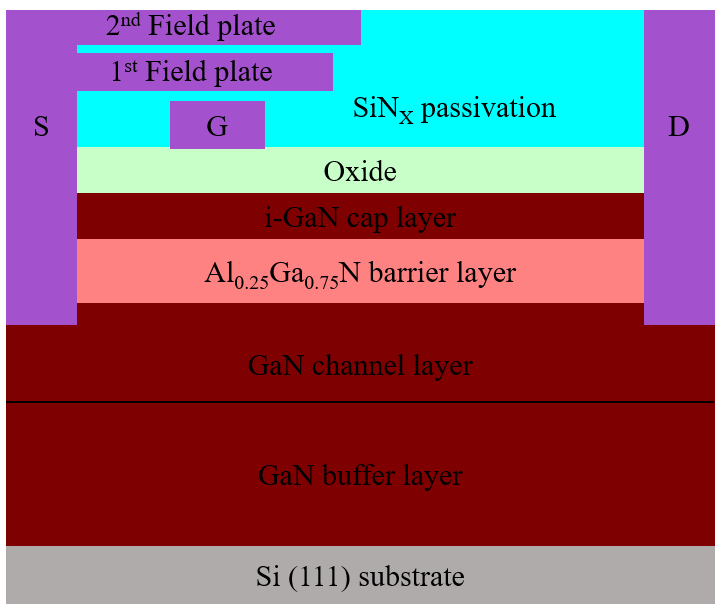 2nd Field plate
1st Field plate
SiNX passivation
S
G
D
Oxide
i-GaN cap layer
Al0.25Ga0.75N barrier layer
GaN channel layer
GaN buffer layer
Si (111) substrate